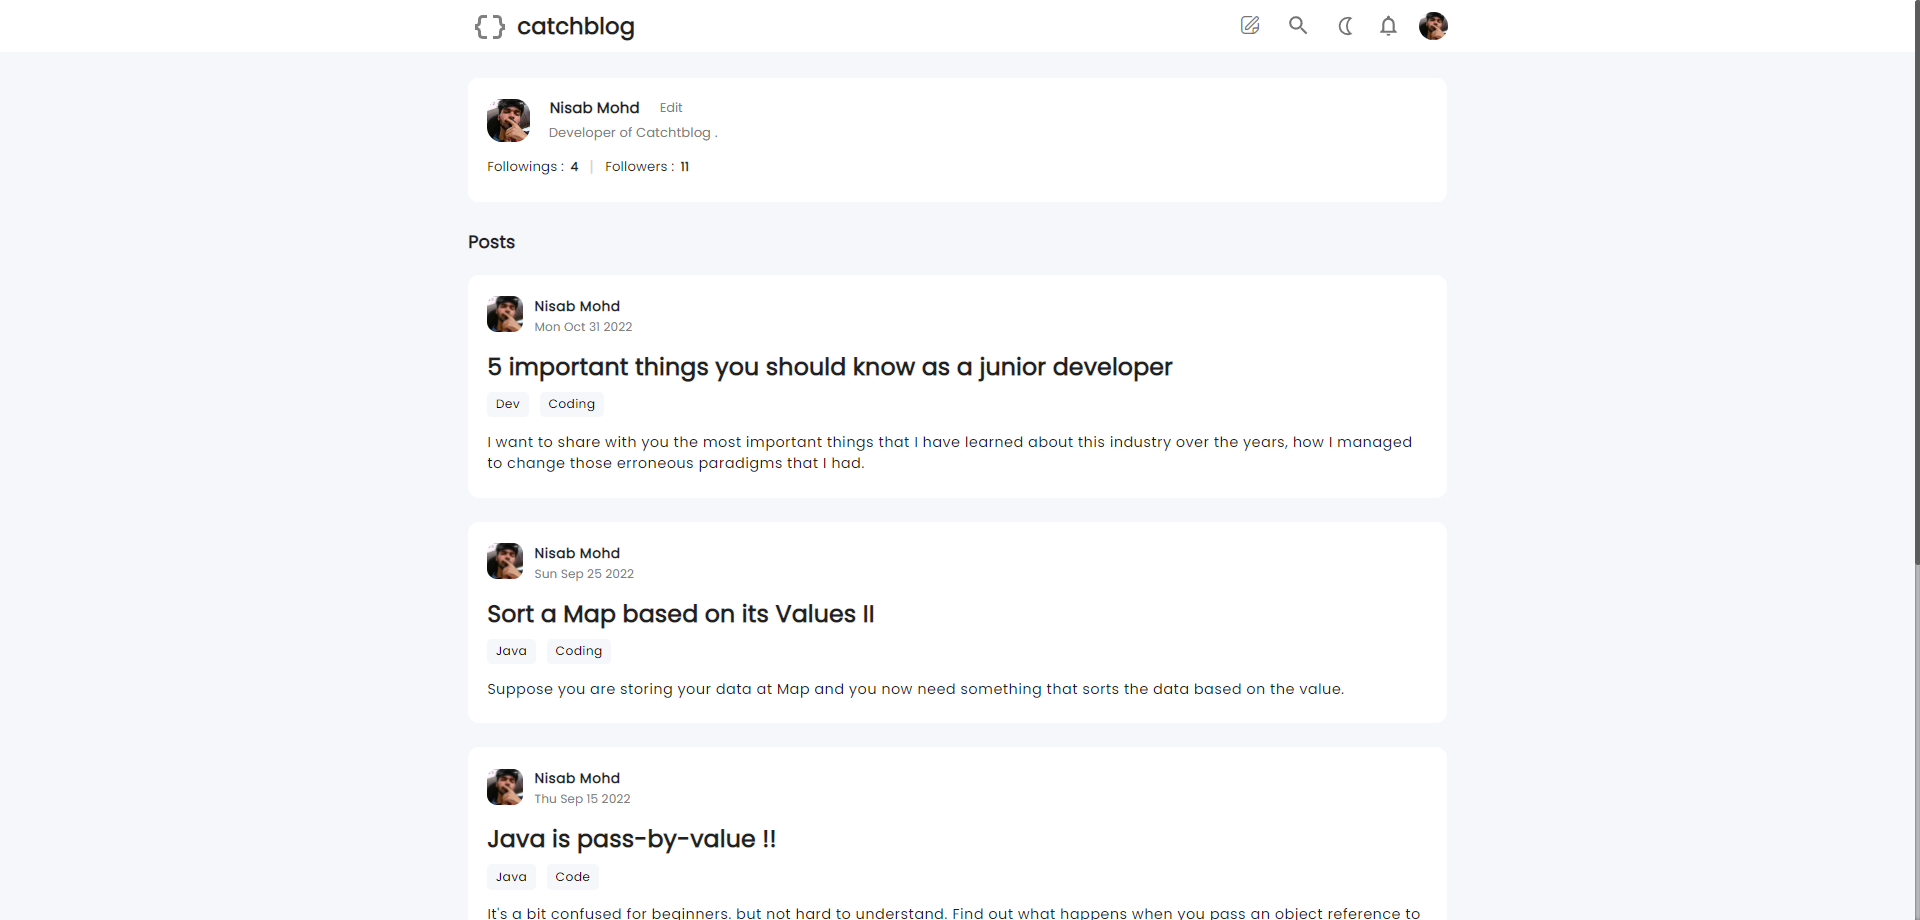 { } catchblog
Nisab Mohd Edit
Developer of Catchtblog .
Followings : 4 | Followers : 11
Posts
Nisab Mohd
Mon Oct 31 2022
5 important things you should know as a junior developer
Dev Coding
I want to share with you the most important things that I have learned about this industry over the years, how I managed
to change those erroneous paradigms that I had.
Nisab Mohd
Sun Sep 25 2022
Sort a Map based on its Values II
Java Coding
Suppose you are storing your data at Map and you now need something that sorts the data based on the value.
Nisab Mohd
Thu Sep 15 2022
Java is pass-by-value !!
Java Code
It's a bit confused for beginners, but not hard to understand. Find out what happens when you pass an object reference to